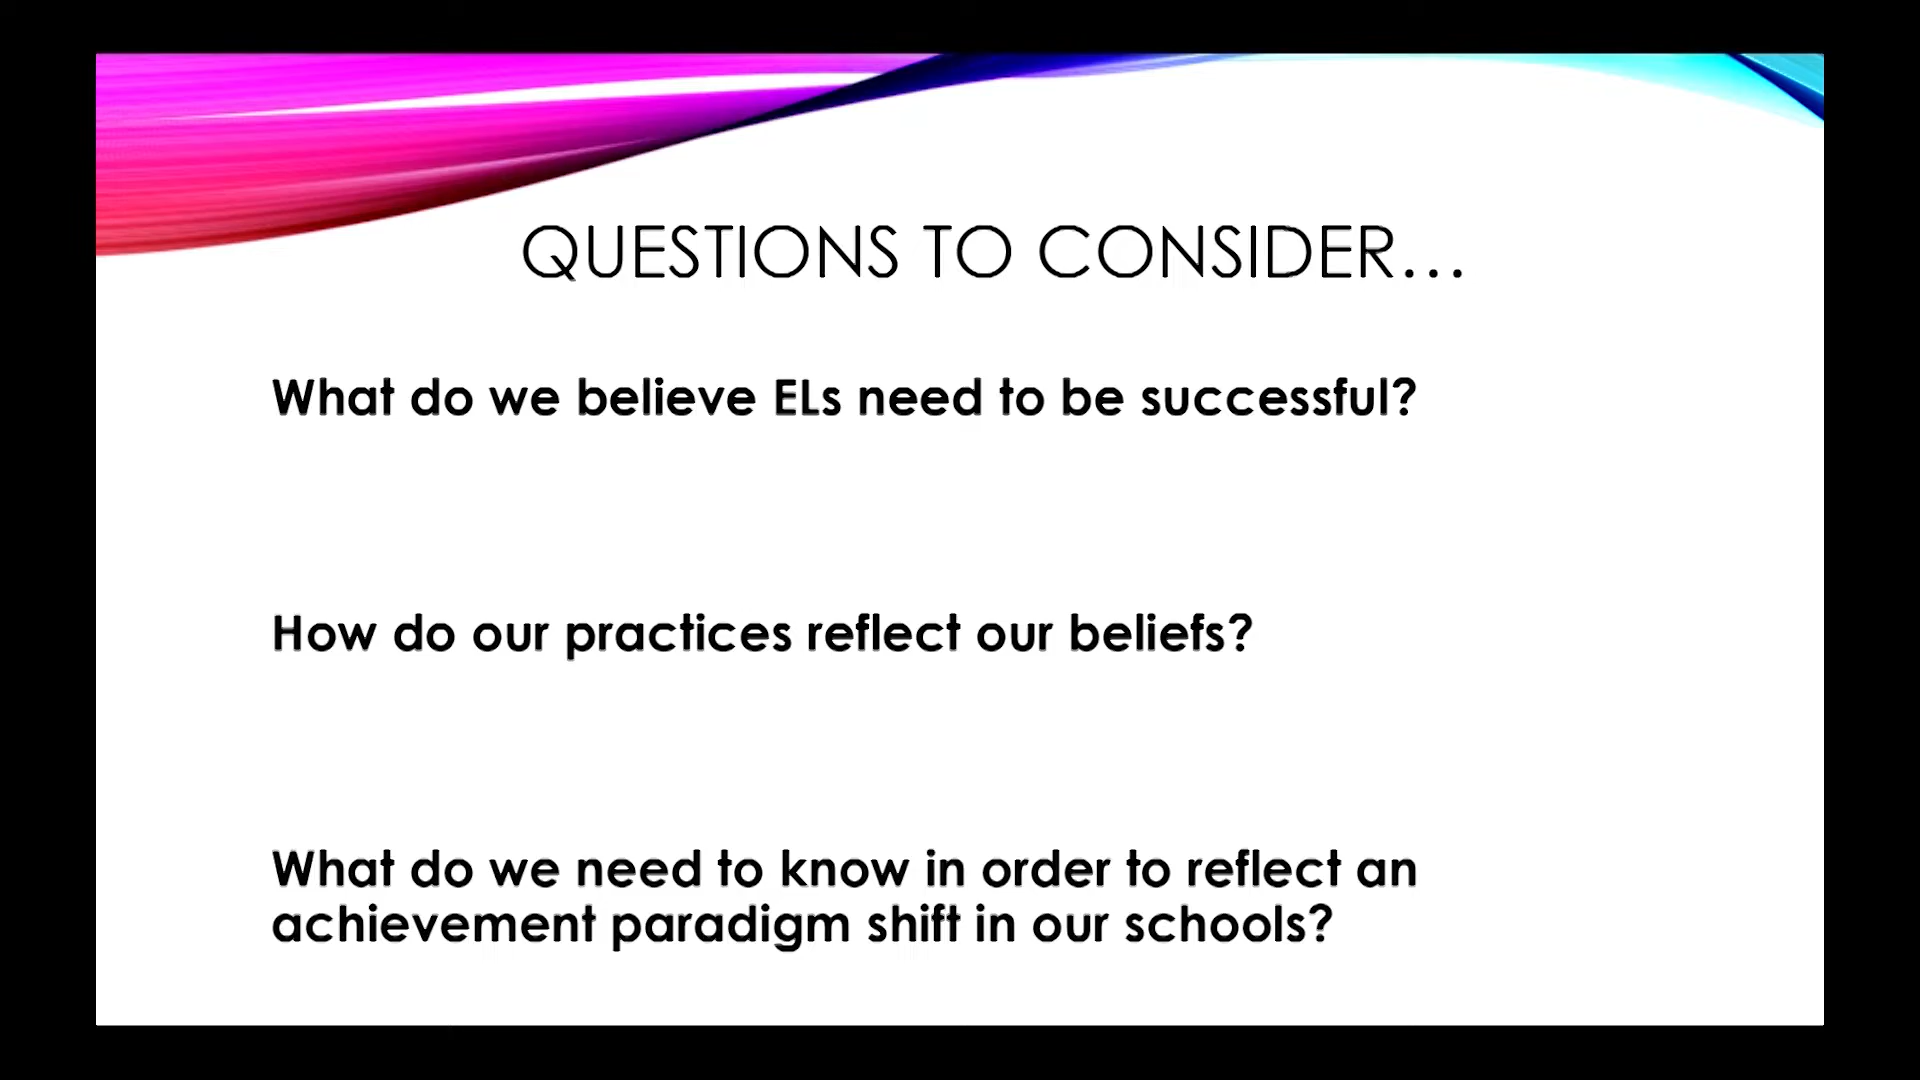 QUESTIONS TO CONSIDER...
What do we believe ELs need to be successful?
How do our practices reflect our beliefs?
What do we need to know in order to reflect an
achievement paradigm shift in our schools?